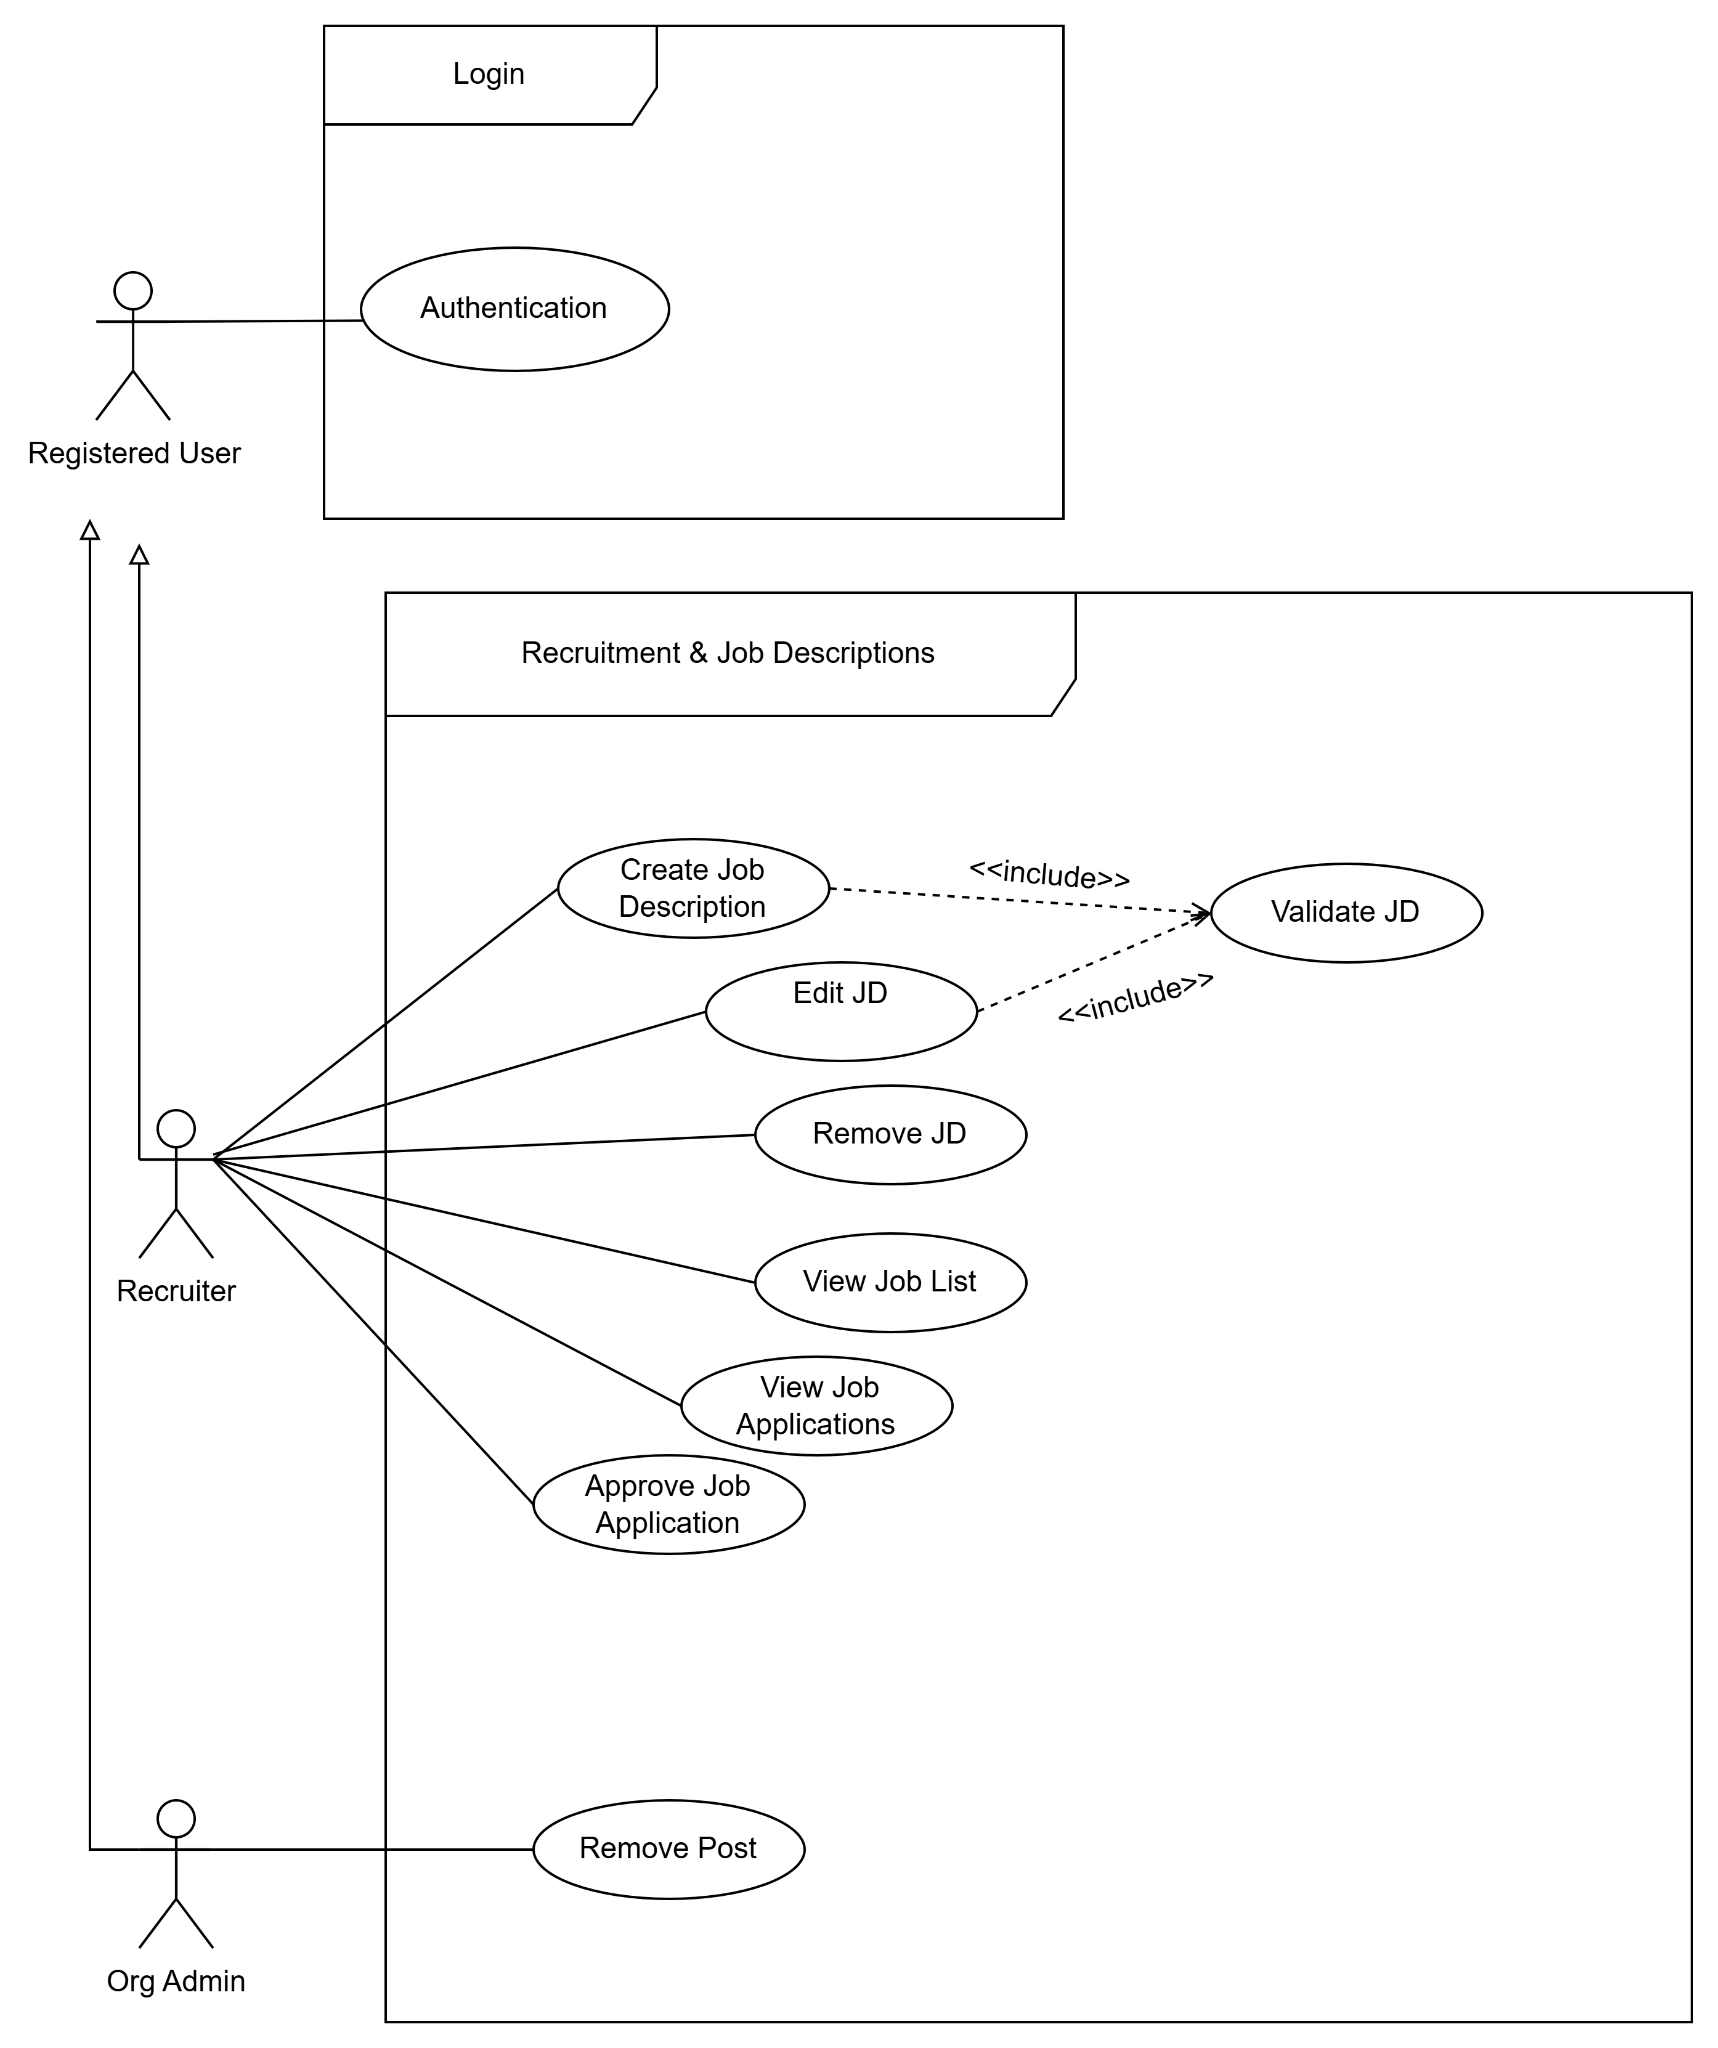 Login
Authentication
Registered User
Recruitment & Job Descriptions
Create Job
Description
<<include>>
Validate JD
Edit JD
<<include>>
Remove JD
Recruiter
View Job List
View Job
Applications
Approve Job
Application
Remove Post
Org Admin